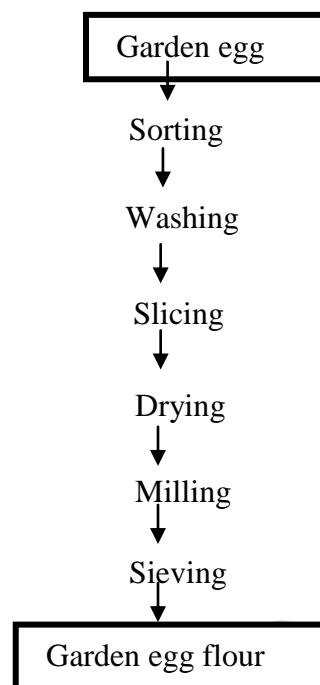 Garden egg
Sorting
Washing
Slicing
Drying
Milling
Sieving
Garden egg flour